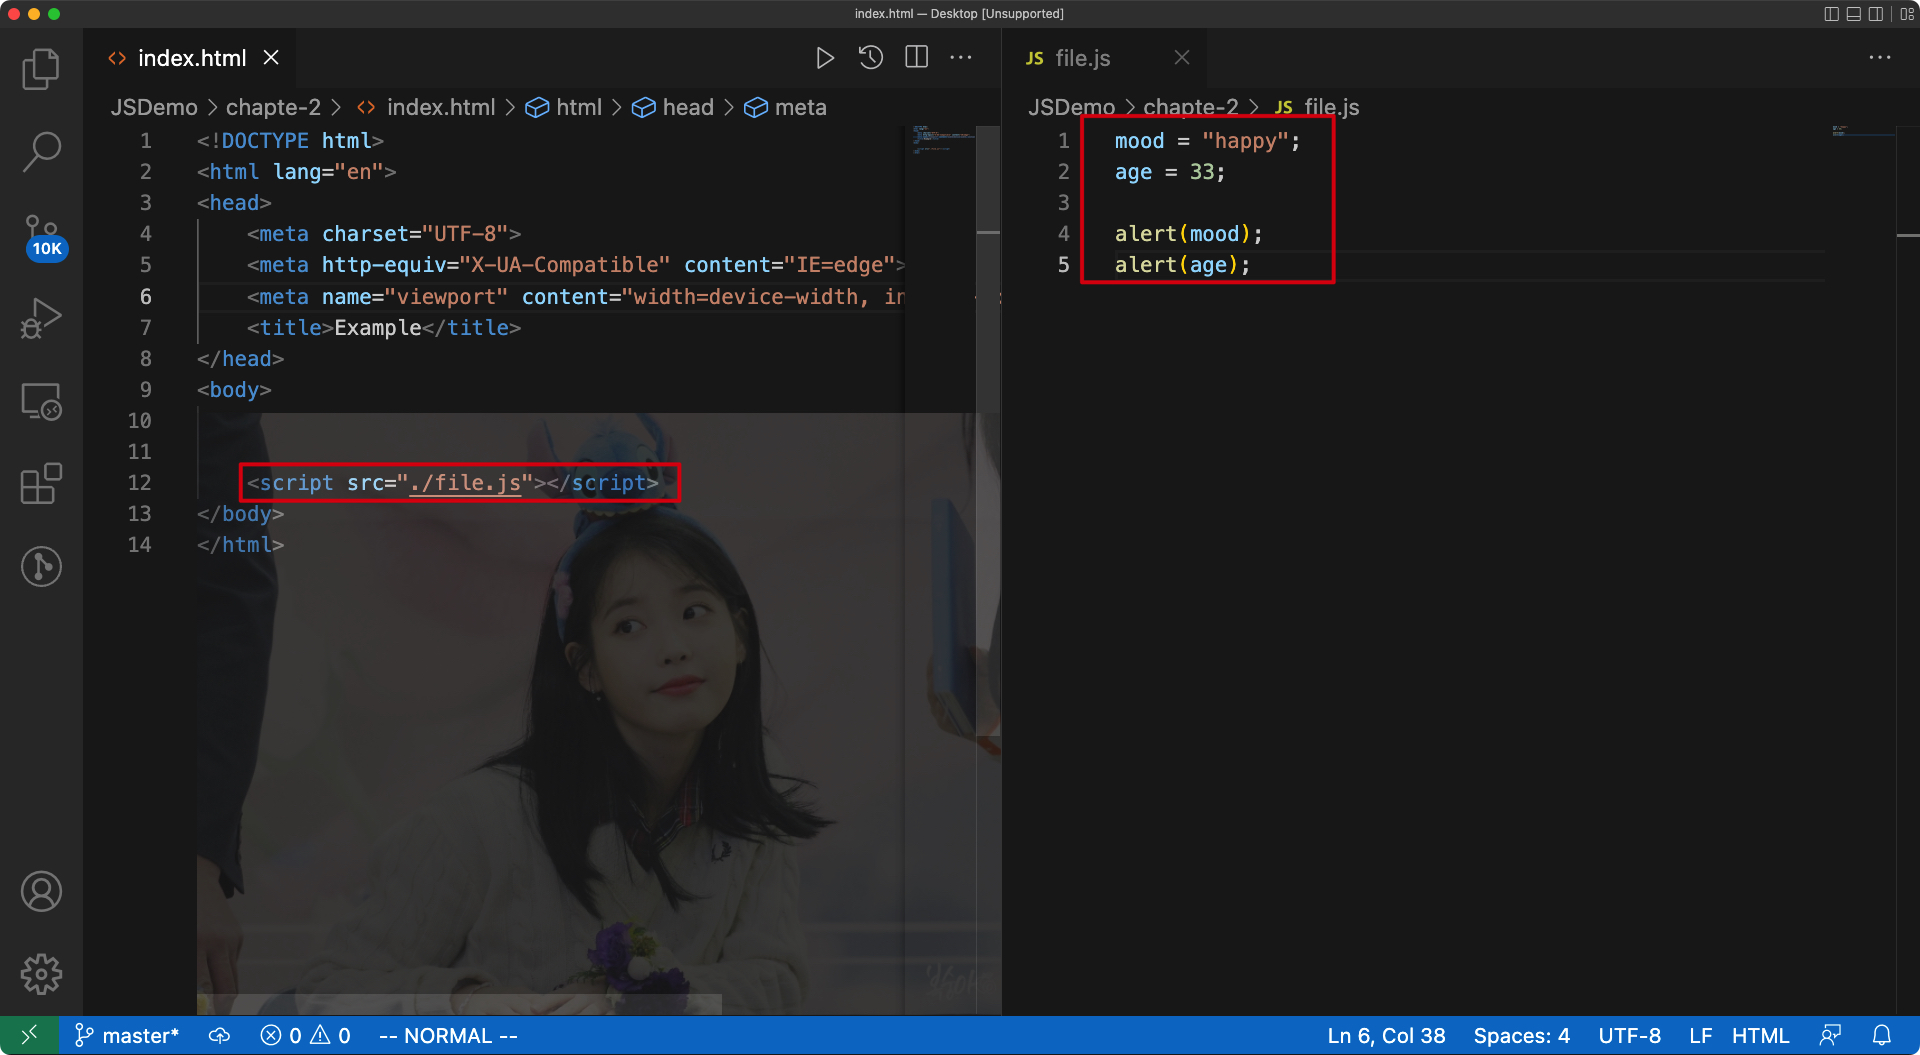 index.html — Desktop [Unsupported]
index.html
JSDemo > chapte-2 > index.html > html > head > meta
1 <!DOCTYPE html>
2 <html lang="en">
3 <head>
4 <meta charset="UTF-8">
5 <meta http-equiv="X-UA-Compatible" content="IE=edge">
6 <meta name="viewport" content="width=device-width, in
7 <title>Example</title>
8 </head>
9 <body>
10
11
12 <script src="./file.js"></script>
13 </body>
14 </html>
JS file.js
JSDemo > chapte-2 > JS file.js
1 mood = "happy";
2 age = 33;
3
4 alert(mood);
5 alert(age);
10K
master* 0 0 -- NORMAL -- Ln 6, Col 38 Spaces: 4 UTF-8 LF HTML